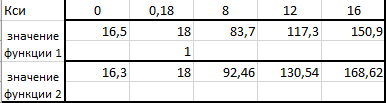 Кси 0 0,18 8 12 16
значение 16,5 18 83,7 117,3 150,9
функции 1 1
значение 16,3 18 92,46 130,54 168,62
функции 2